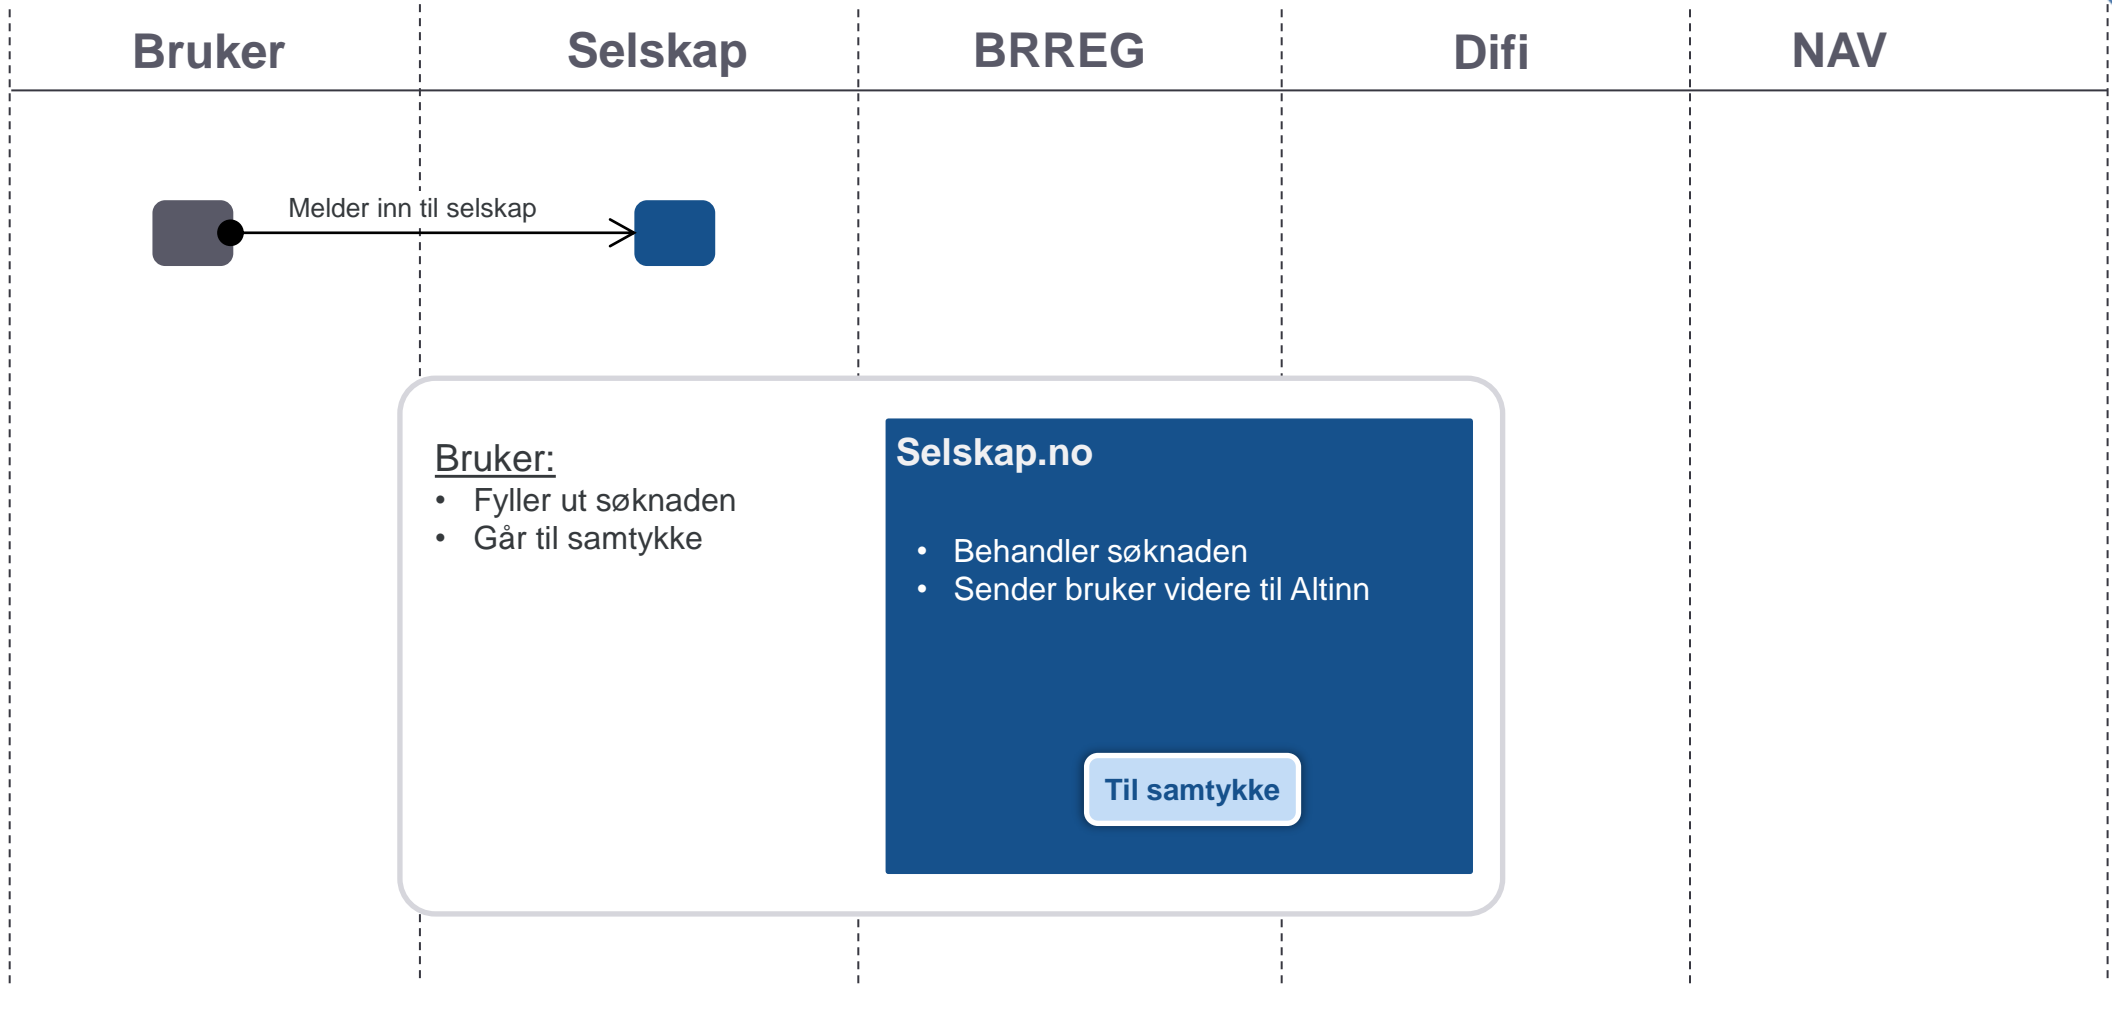 Bruker
Selskap
BRREG
Difi
NAV
Melder inn til selskap
Bruker:
• Fyller ut søknaden
• Går til samtykke
Selskap.no
• Behandler søknaden
• Sender bruker videre til Altinn
Til samtykke